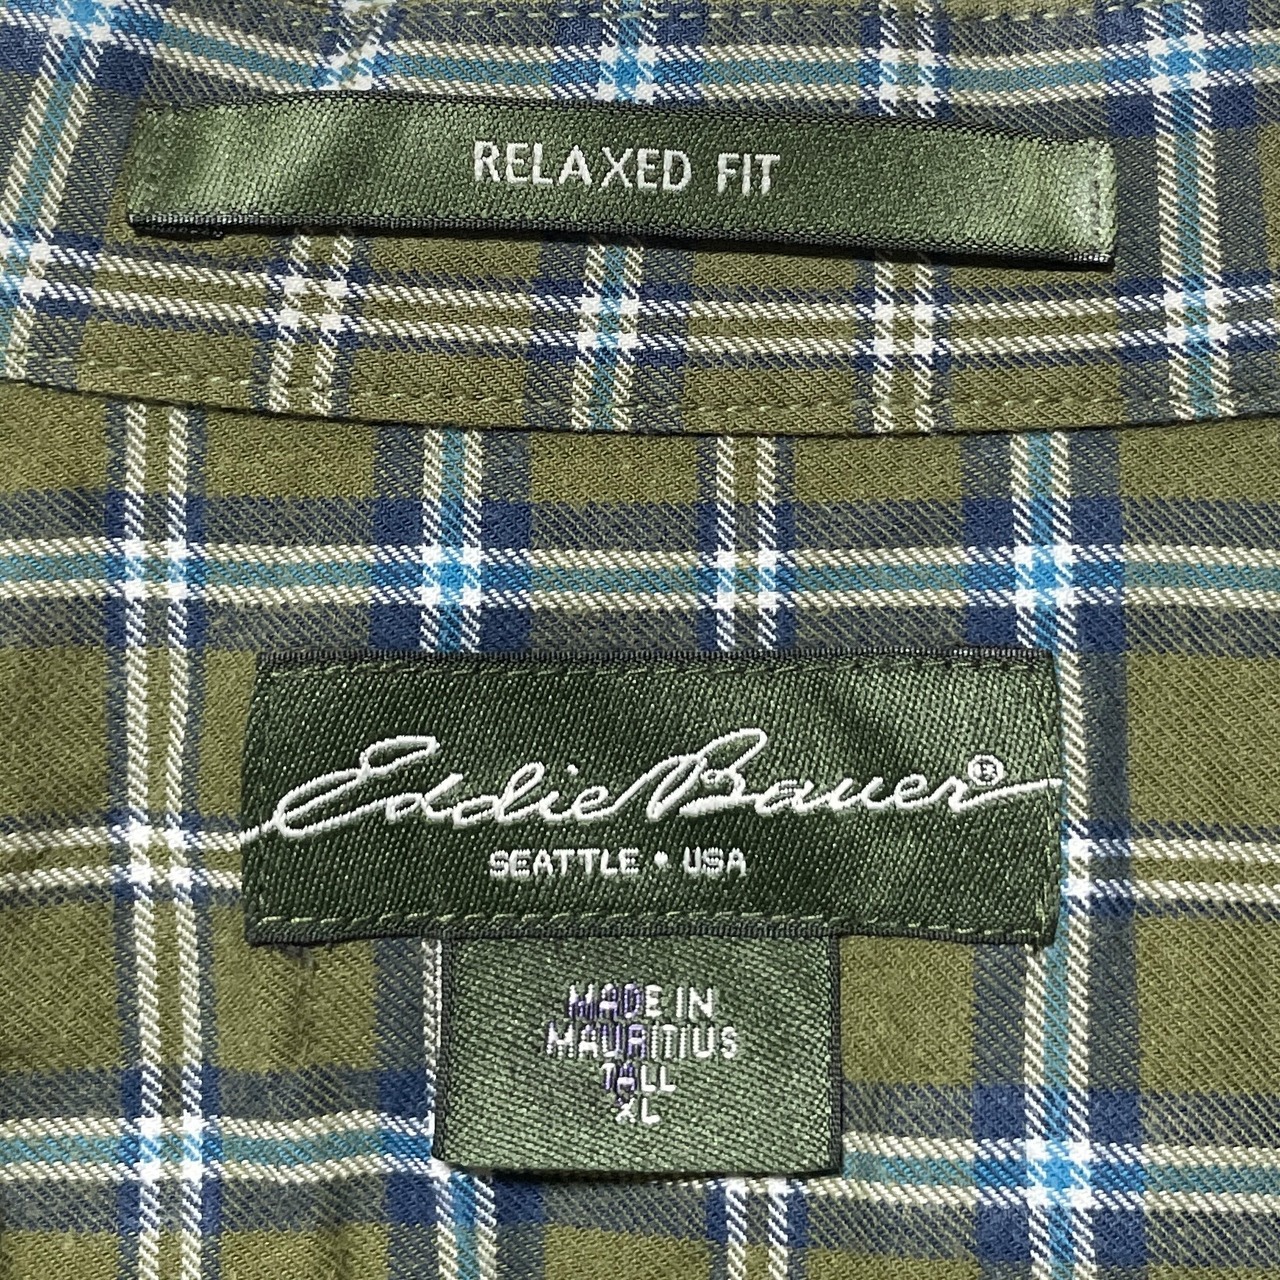 RELAXED FIT
Eddie Bauer®
SEATTLE • USA
MADE IN
MAURITIUS
TALL
XL